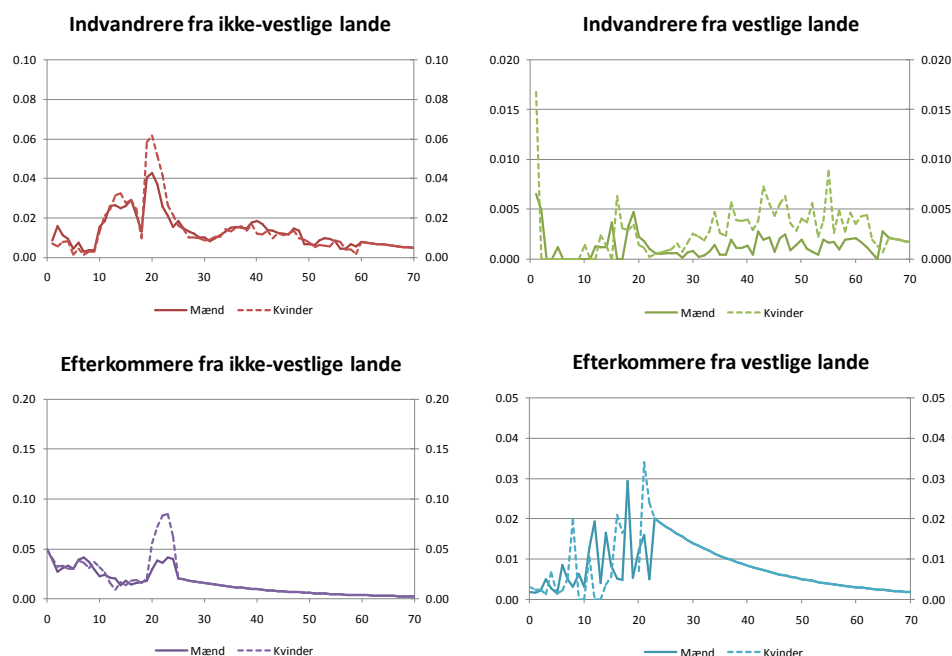 Indvandrere fra ikke-vestlige lande
0.10 0.10
0.08 0.08
0.06 0.06
0.04 0.04
0.02 0.02
0.00 0.00
0 10 20 30 40 50 60 70
Mænd Kvinder
Indvandrere fra vestlige lande
0.020 0.020
0.015 0.015
0.010 0.010
0.005 0.005
0.000 0.000
0 10 20 30 40 50 60 70
Mænd Kvinder
Efterkommere fra ikke-vestlige lande
0.20 0.20
0.15 0.15
0.10 0.10
0.05 0.05
0.00 0.00
0 10 20 30 40 50 60 70
Mænd Kvinder
Efterkommere fra vestlige lande
0.05 0.05
0.04 0.04
0.03 0.03
0.02 0.02
0.01 0.01
0.00 0.00
0 10 20 30 40 50 60 70
Mænd Kvinder